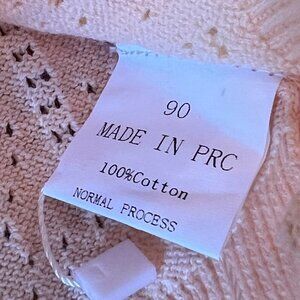 90
MADE IN PRC
100%Cotton
NORMAL PROCESS